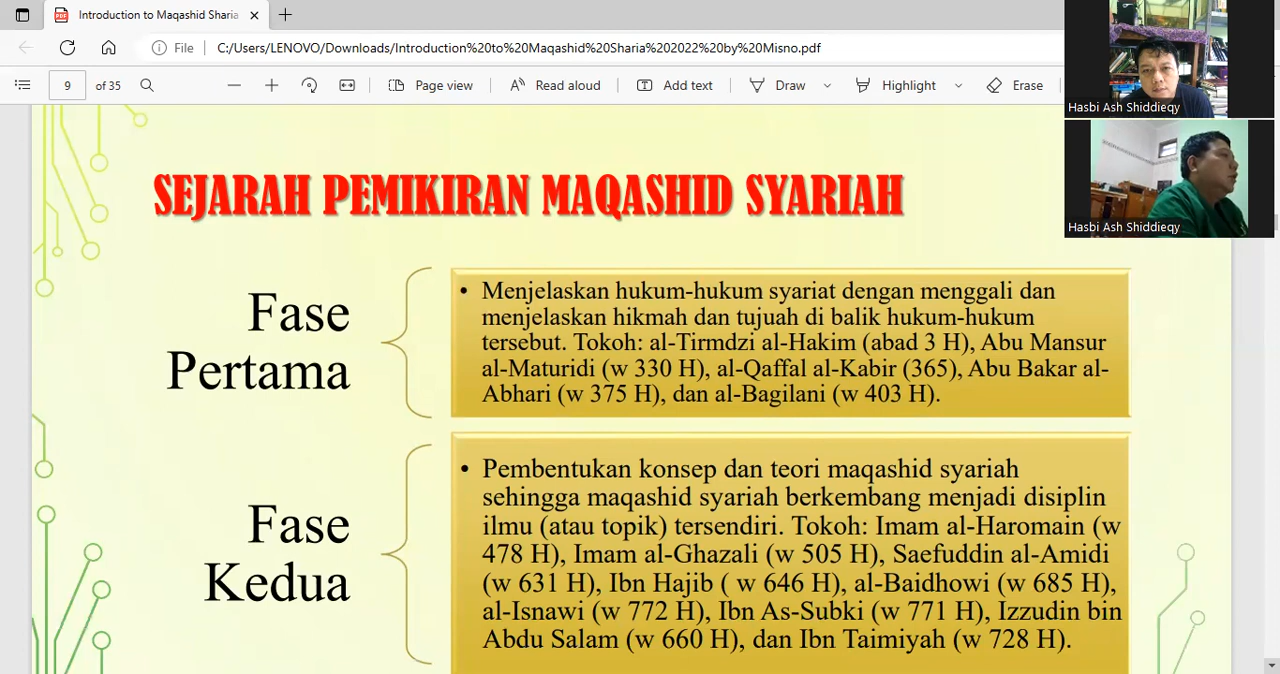 Introduction to Maqashid Sharia
File
C:/Users/LENOVO/Downloads/Introduction%20to%20Maqashid%20Sharia%202022%20by%20Misno.pdf
9 of 35
Page view
Read aloud
Add text
Draw
Highlight
Erase
Hasbi Ash Shiddieqy
Hasbi Ash Shiddieqy
SEJARAH PEMIKIRAN MAQASHID SYARIAH
Fase
Pertama
• Menjelaskan hukum-hukum syariat dengan menggali dan
menjelaskan hikmah dan tujuah di balik hukum-hukum
tersebut. Tokoh: al-Tirmdzi al-Hakim (abad 3 H), Abu Mansur
al-Maturidi (w 330 H), al-Qaffal al-Kabir (365), Abu Bakar al-
Abhari (w 375 H), dan al-Bagilani (w 403 H).
Fase
Kedua
• Pembentukan konsep dan teori maqashid syariah
sehingga maqashid syariah berkembang menjadi disiplin
ilmu (atau topik) tersendiri. Tokoh: Imam al-Haromain (w
478 H), Imam al-Ghazali (w 505 H), Saefuddin al-Amidi
(w 631 H), Ibn Hajib ( w 646 H), al-Baidhowi (w 685 H),
al-Isnawi (w 772 H), Ibn As-Subki (w 771 H), Izzudin bin
Abdu Salam (w 660 H), dan Ibn Taimiyah (w 728 H).